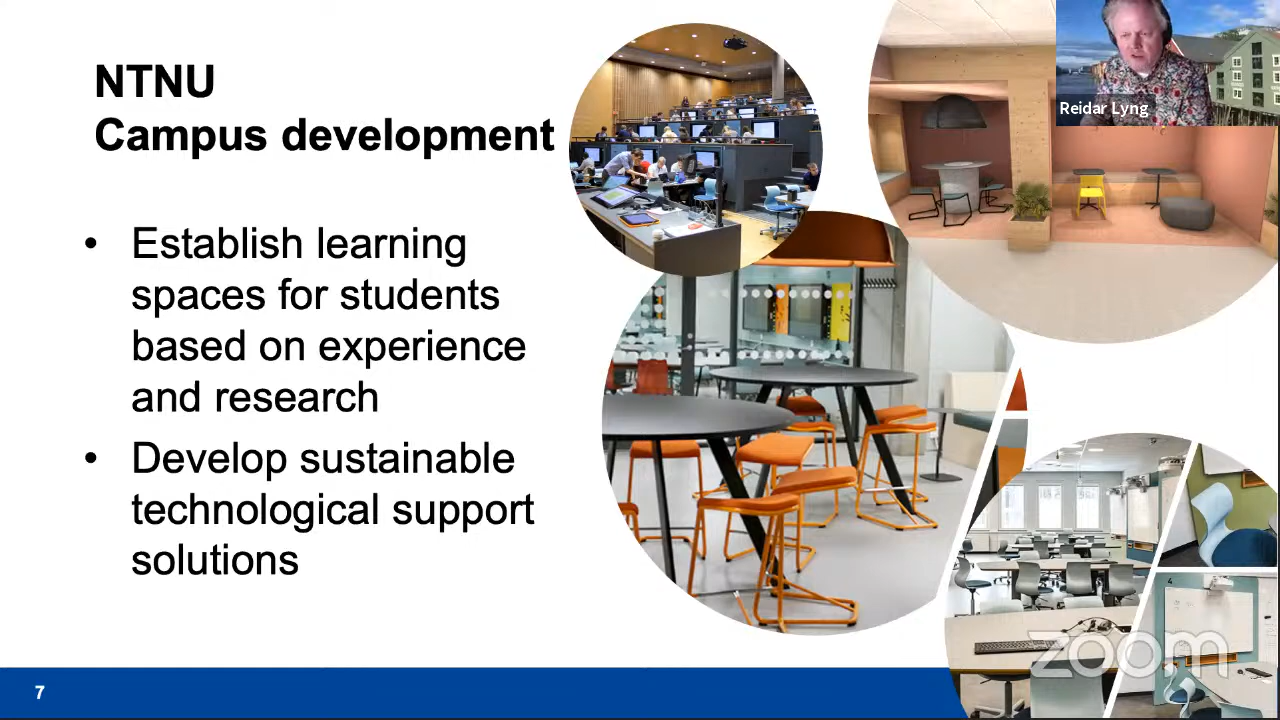 NTNU
Campus development
Reidar Lyng
• Establish learning
spaces for students
based on experience
and research
• Develop sustainable
technological support
solutions
4
zoom
7